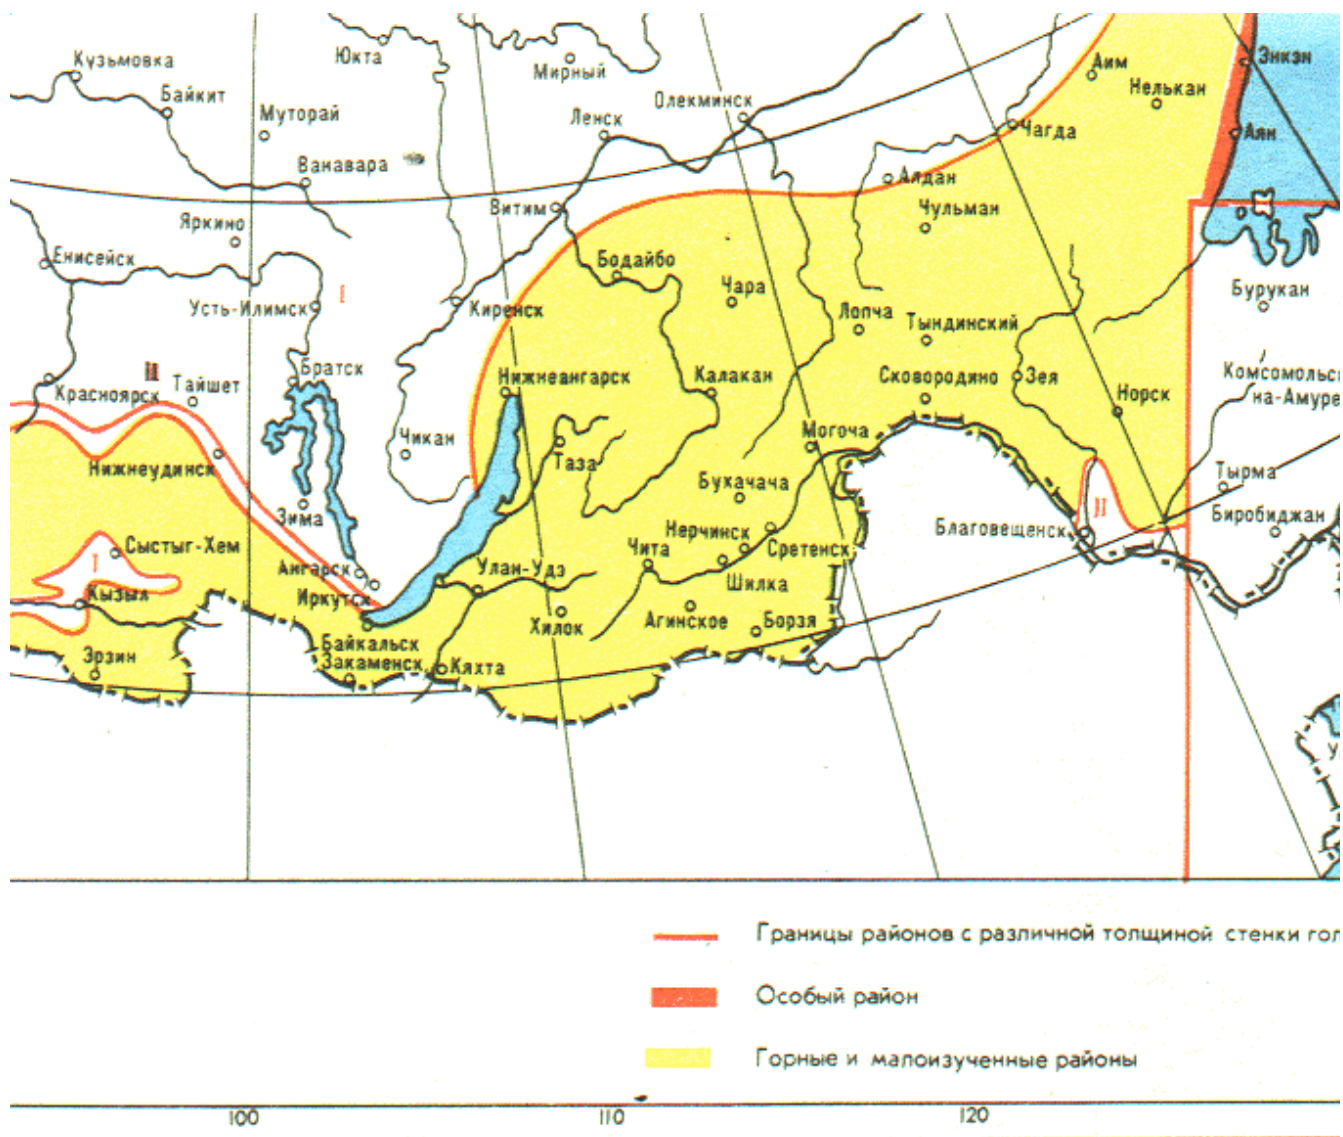 Энкэн
Кузьмовка
Юкта
Мирный
Аим
Нелькан
Байкит
Муторай
Олекминск
Ленск
Чагда
Аян
Ванавара
Алдан
Витим
Чульман
Яркино
Енисейск
Бодайбо
Чара
Усть-Илимск
I
Киренск
Лопча
Тындинский
Бурукан
Братск
II
Тайшет
Красноярск
Нижнеангарск
Калакан
Сковородино
Зея
Норск
Комсомольск
на-Амуре
Чикан
Могоча
Нижнеудинск
Таза
Букачача
Тырма
Зима
II
Биробиджан
Нерчинск
Благовещенск
Сыстыг-Хем
I
Чита
Сретенск
Ангарск
Улан-Удэ
Шилка
Кызыл
Иркутск
Хилок
Агинское
Борзя
Байкальск
Эрзин
Закаменск
Кяхта
У
Границы районов с различной толщиной стенки гол
Особый район
Горные и малоизученные районы
100
110
120